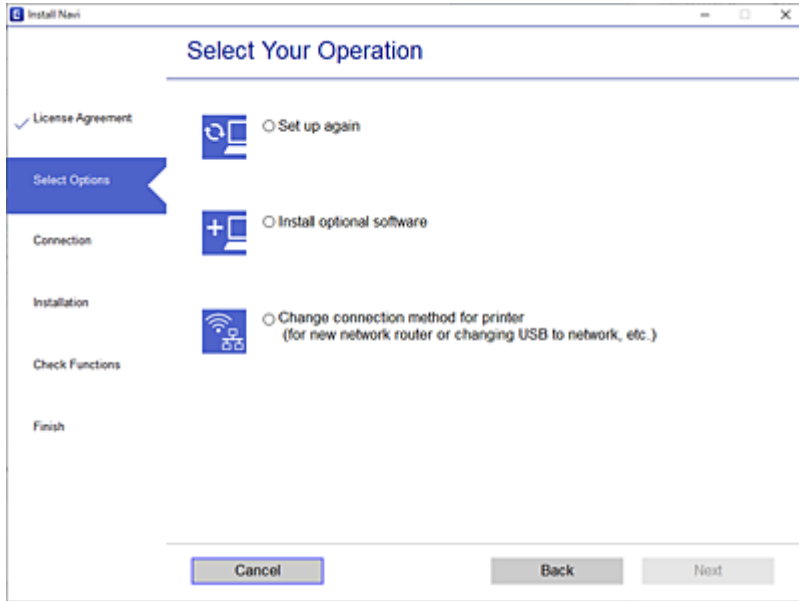 Install Navi
Select Your Operation
License Agreement
Select Options
Connection
Installation
Check Functions
Finish
Set up again
Install optional software
Change connection method for printer
(for new network router or changing USB to network, etc.)
Cancel
Back
Next